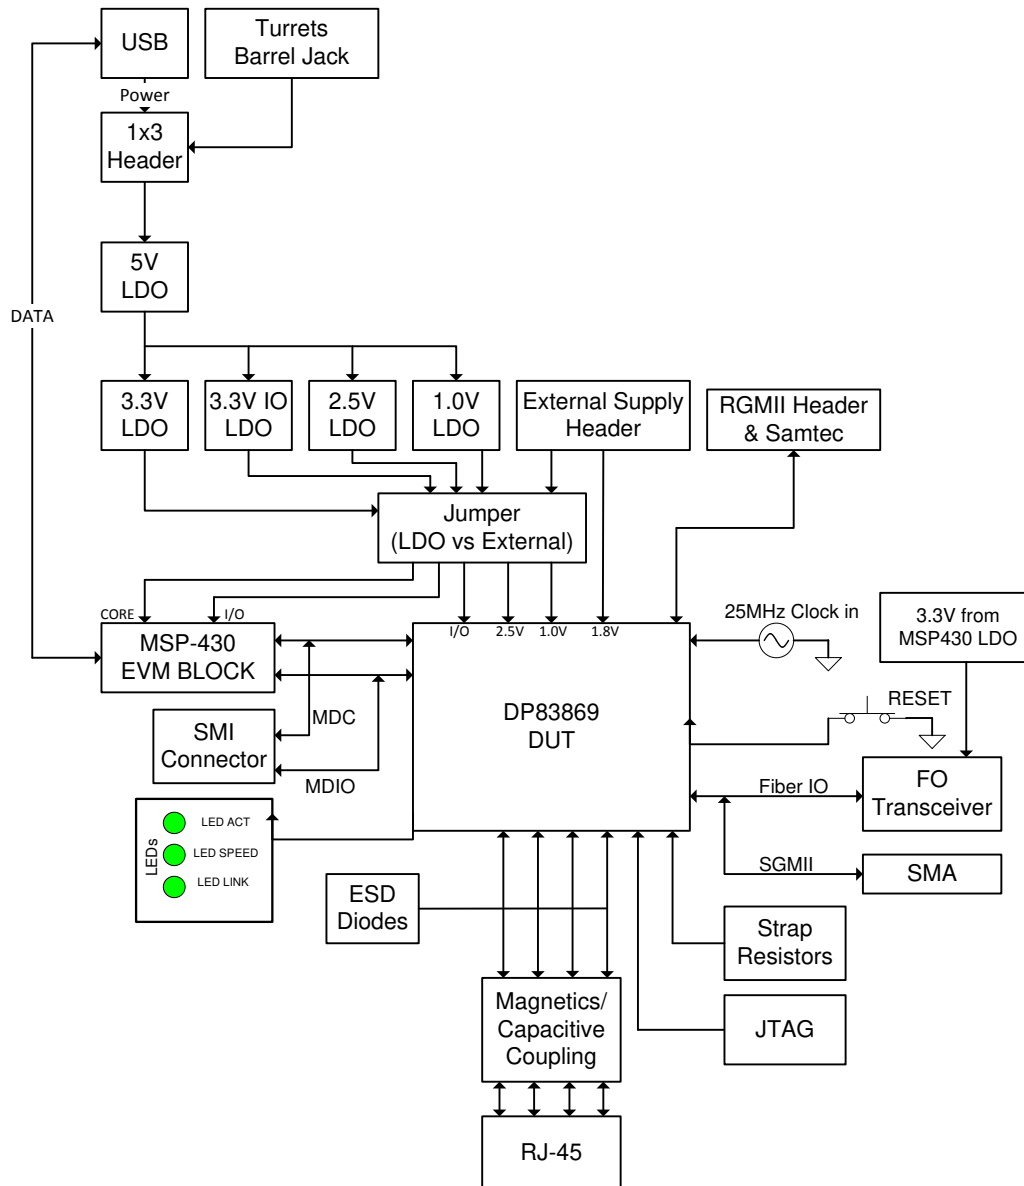 USB
Turrets
Barrel Jack
Power
1x3
Header
5V
LDO
DATA
3.3V
LDO
3.3V IO
LDO
2.5V
LDO
1.0V
LDO
External Supply
Header
RGMII Header
& Samtec
Jumper
(LDO vs External)
CORE
I/O
I/O
2.5V
1.0V
1.8V
25MHz Clock in
3.3V from
MSP430 LDO
MSP-430
EVM BLOCK
DP83869
DUT
RESET
SMI
Connector
MDC
MDIO
Fiber IO
FO
Transceiver
LEDs
LED ACT
LED SPEED
LED LINK
SGMII
SMA
ESD
Diodes
Strap
Resistors
Magnetics/
Capacitive
Coupling
JTAG
RJ-45